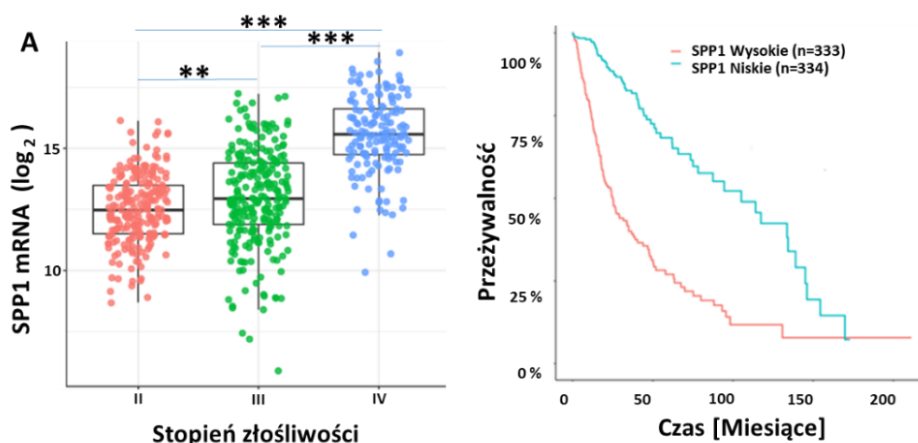 A
***
***
**
SPP1 mRNA (log2)
15
10
II
III
IV
Stopień złośliwości
SPP1 Wysokie (n=333)
SPP1 Niskie (n=334)
Przeżywalność
100 %
75 %
50 %
25 %
0 %
0
50
100
150
200
Czas [Miesiące]